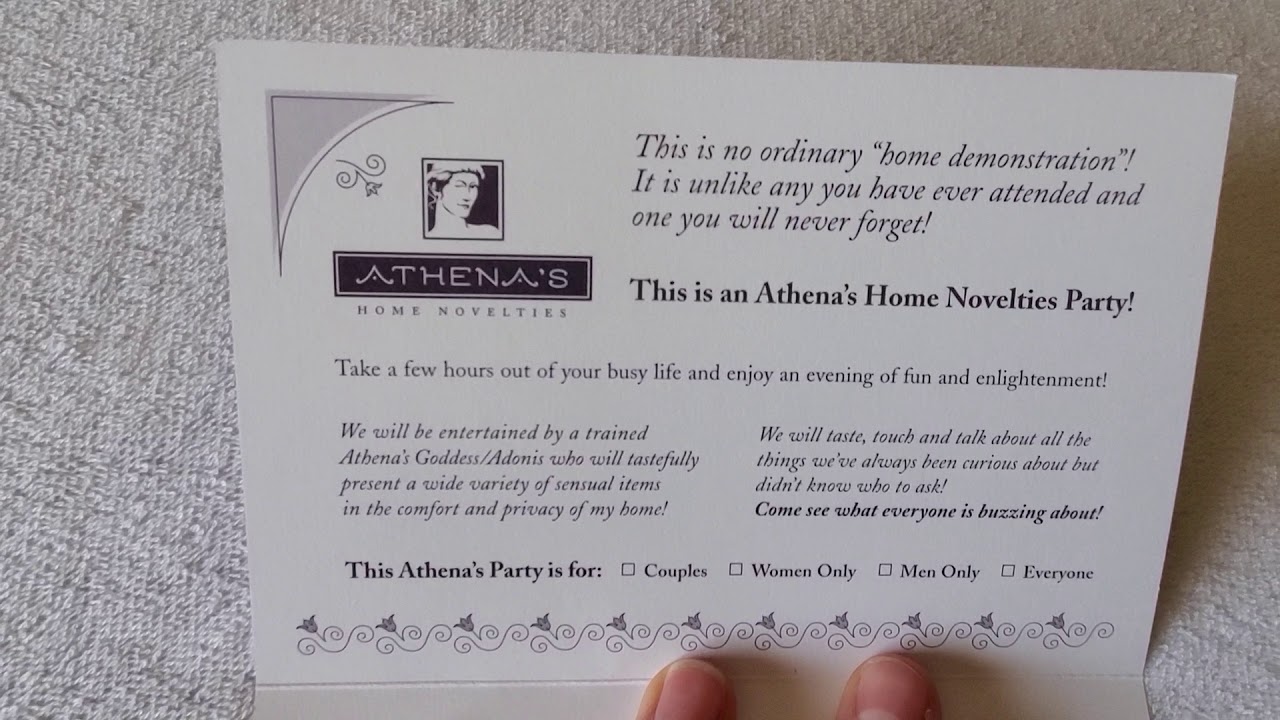 ATHENA'S
HOME NOVELTIES
This is no ordinary “home demonstration”!
It is unlike any you have ever attended and
one you will never forget!
This is an Athena's Home Novelties Party!
Take a few hours out of your busy life and enjoy an evening of fun and enlightenment!
We will be entertained by a trained
Athena's Goddess/Adonis who will tastefully
present a wide variety of sensual items
in the comfort and privacy of my home!
We will taste, touch and talk about all the
things we've always been curious about but
didn't know who to ask!
Come see what everyone is buzzing about!
This Athena's Party is for: ☐ Couples ☐ Women Only ☐ Men Only ☐ Everyone